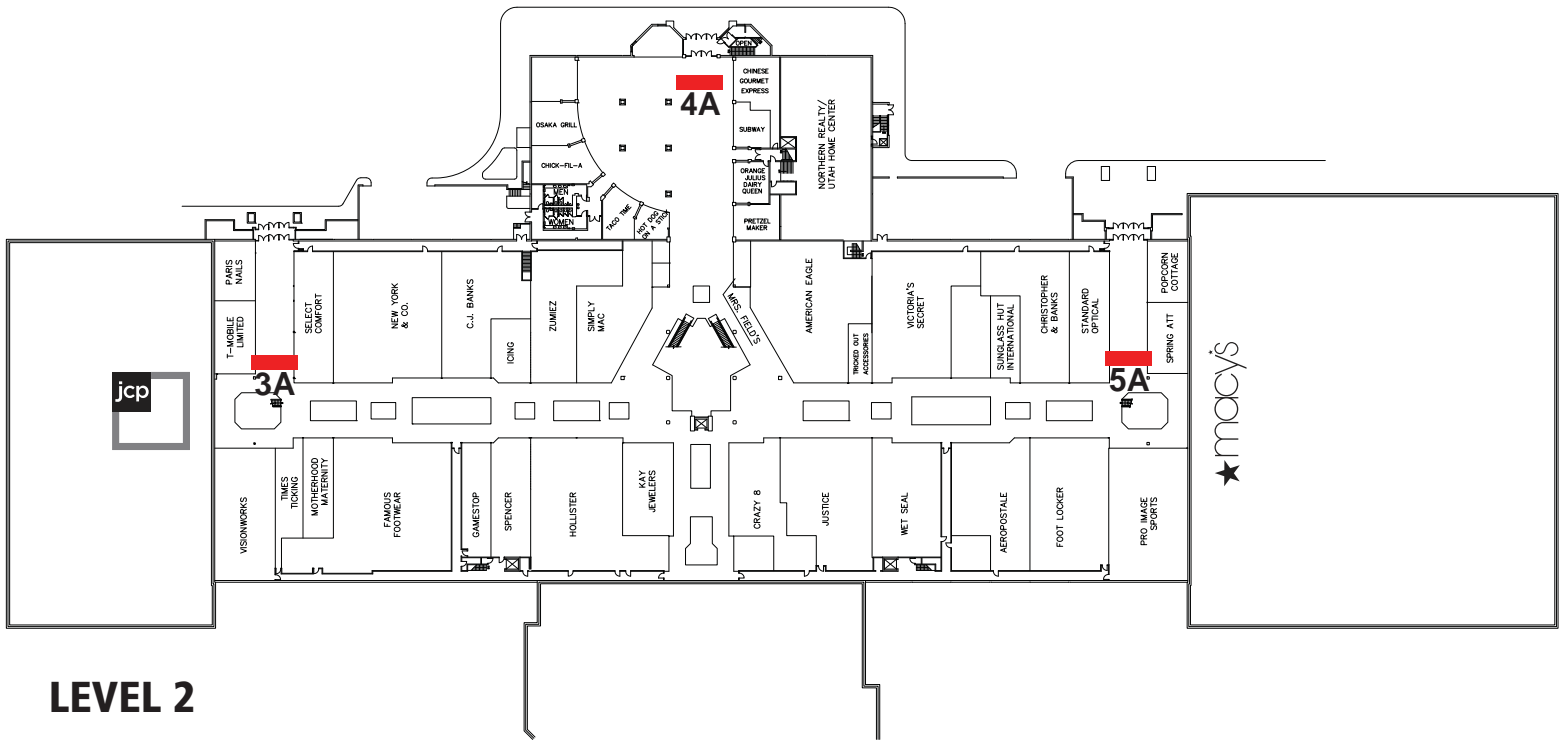 OPEN
CHINESE
GOURMET
EXPRESS
4A
OSAKA GRILL
SUBWAY
NORTHERN REALTY/
UTAH HOME CENTER
CHICK-FIL-A
MEN
WOMEN
ORANGE
JULIUS
DAIRY
QUEEN
TACO TIME
HOT DOG
ON A STICK
PRETZEL
MAKER
PARIS
NAILS
T-MOBILE
LIMITED
SELECT
COMFORT
NEW YORK
& CO.
C.J. BANKS
ICING
ZUMIEZ
SIMPLY
MAC
MRS. FIELD'S
AMERICAN EAGLE
TRICKED OUT
ACCESSORIES
VICTORIA'S
SECRET
SUNGLASS HUT
INTERNATIONAL
CHRISTOPHER
& BANKS
STANDARD
OPTICAL
POPCORN
COTTAGE
SPRING ATT
3A
5A
jcp
macy's
VISIONWORKS
TIMES
TICKING
MOTHERHOOD
MATERNITY
FAMOUS
FOOTWEAR
GAMESTOP
SPENCER
HOLLISTER
KAY
JEWELERS
CRAZY 8
JUSTICE
WET SEAL
AEROPOSTALE
FOOT LOCKER
PRO IMAGE
SPORTS
LEVEL 2